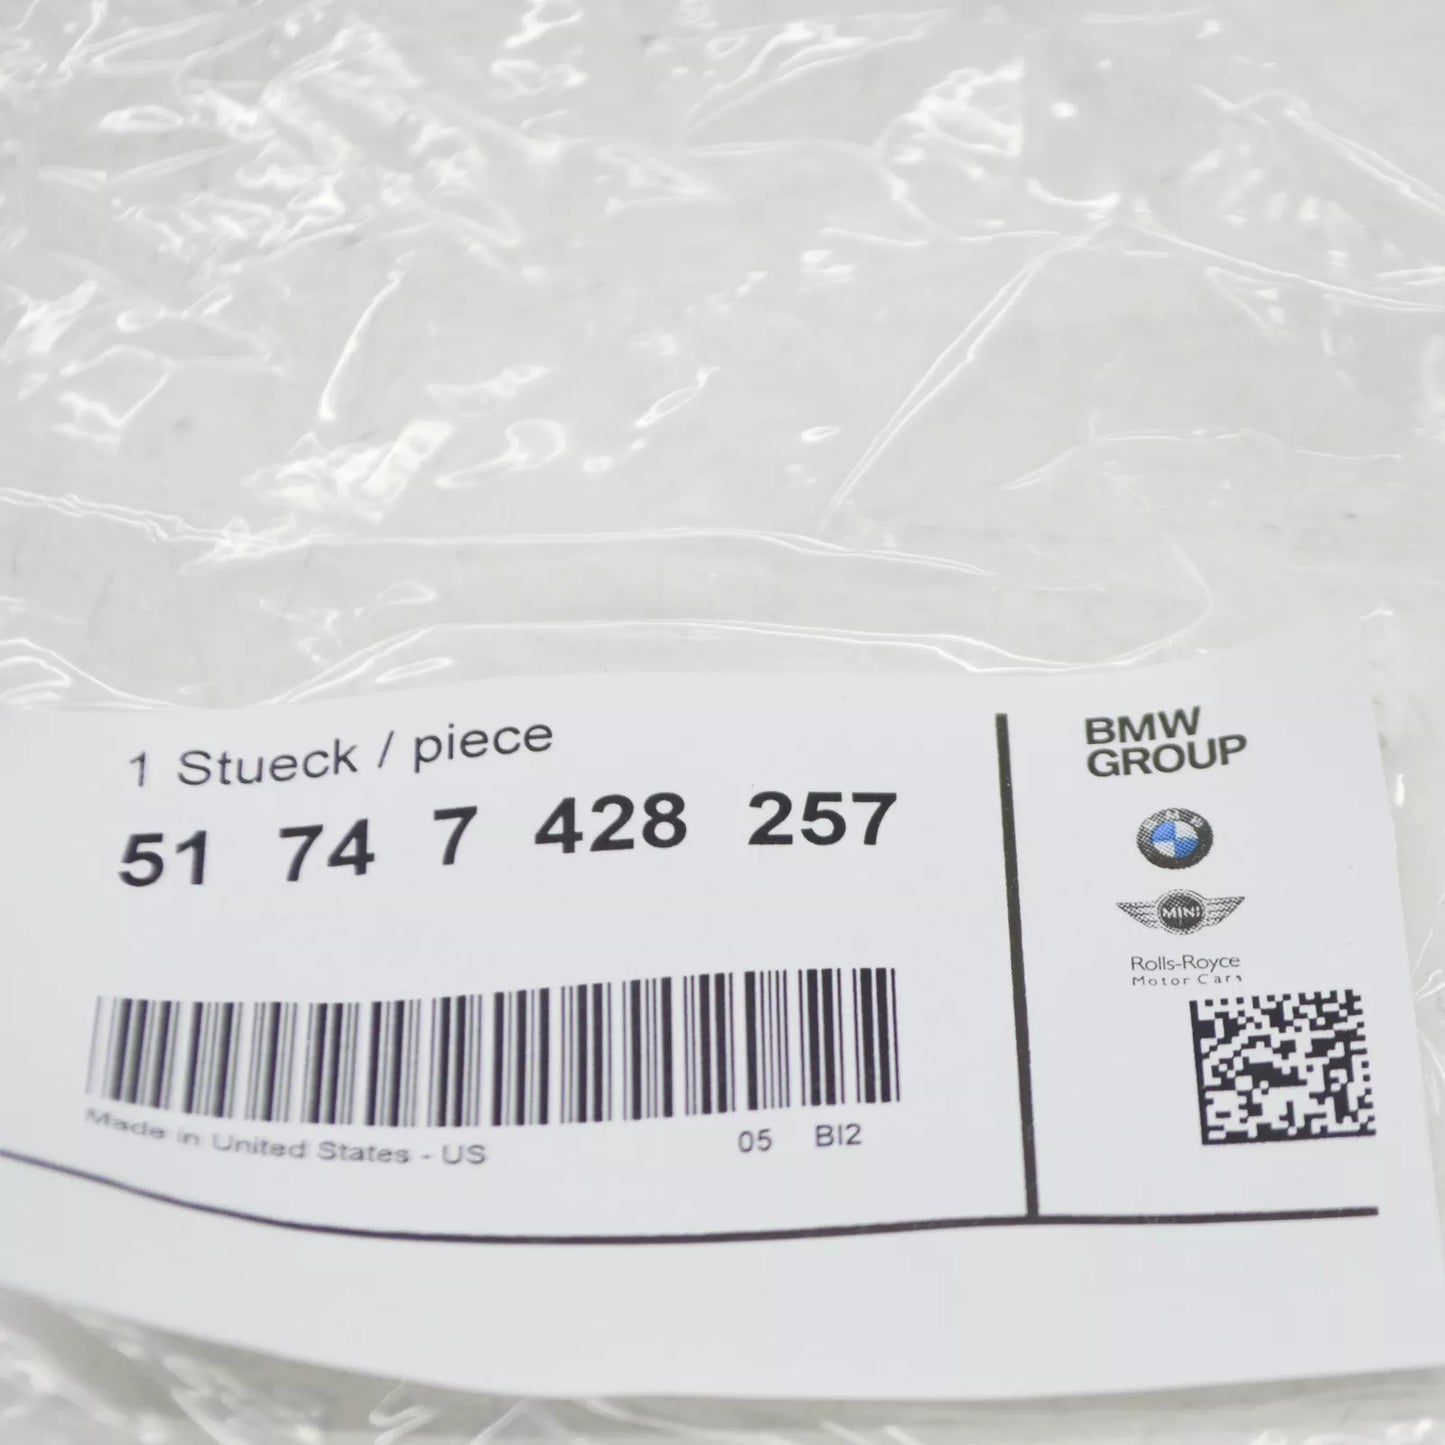 1 Stueck / piece
51 74 7 428 257
Made in United States - US
05 BI2
BMW
GROUP
BMW
MINI
Rolls-Royce
Motor Cars